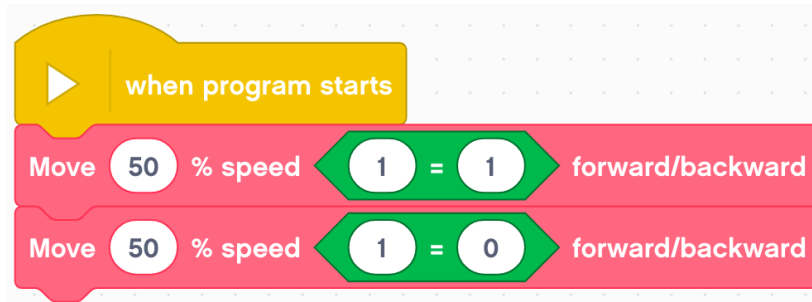 when program starts
Move 50 % speed 1 = 1 forward/backward
Move 50 % speed 1 = 0 forward/backward